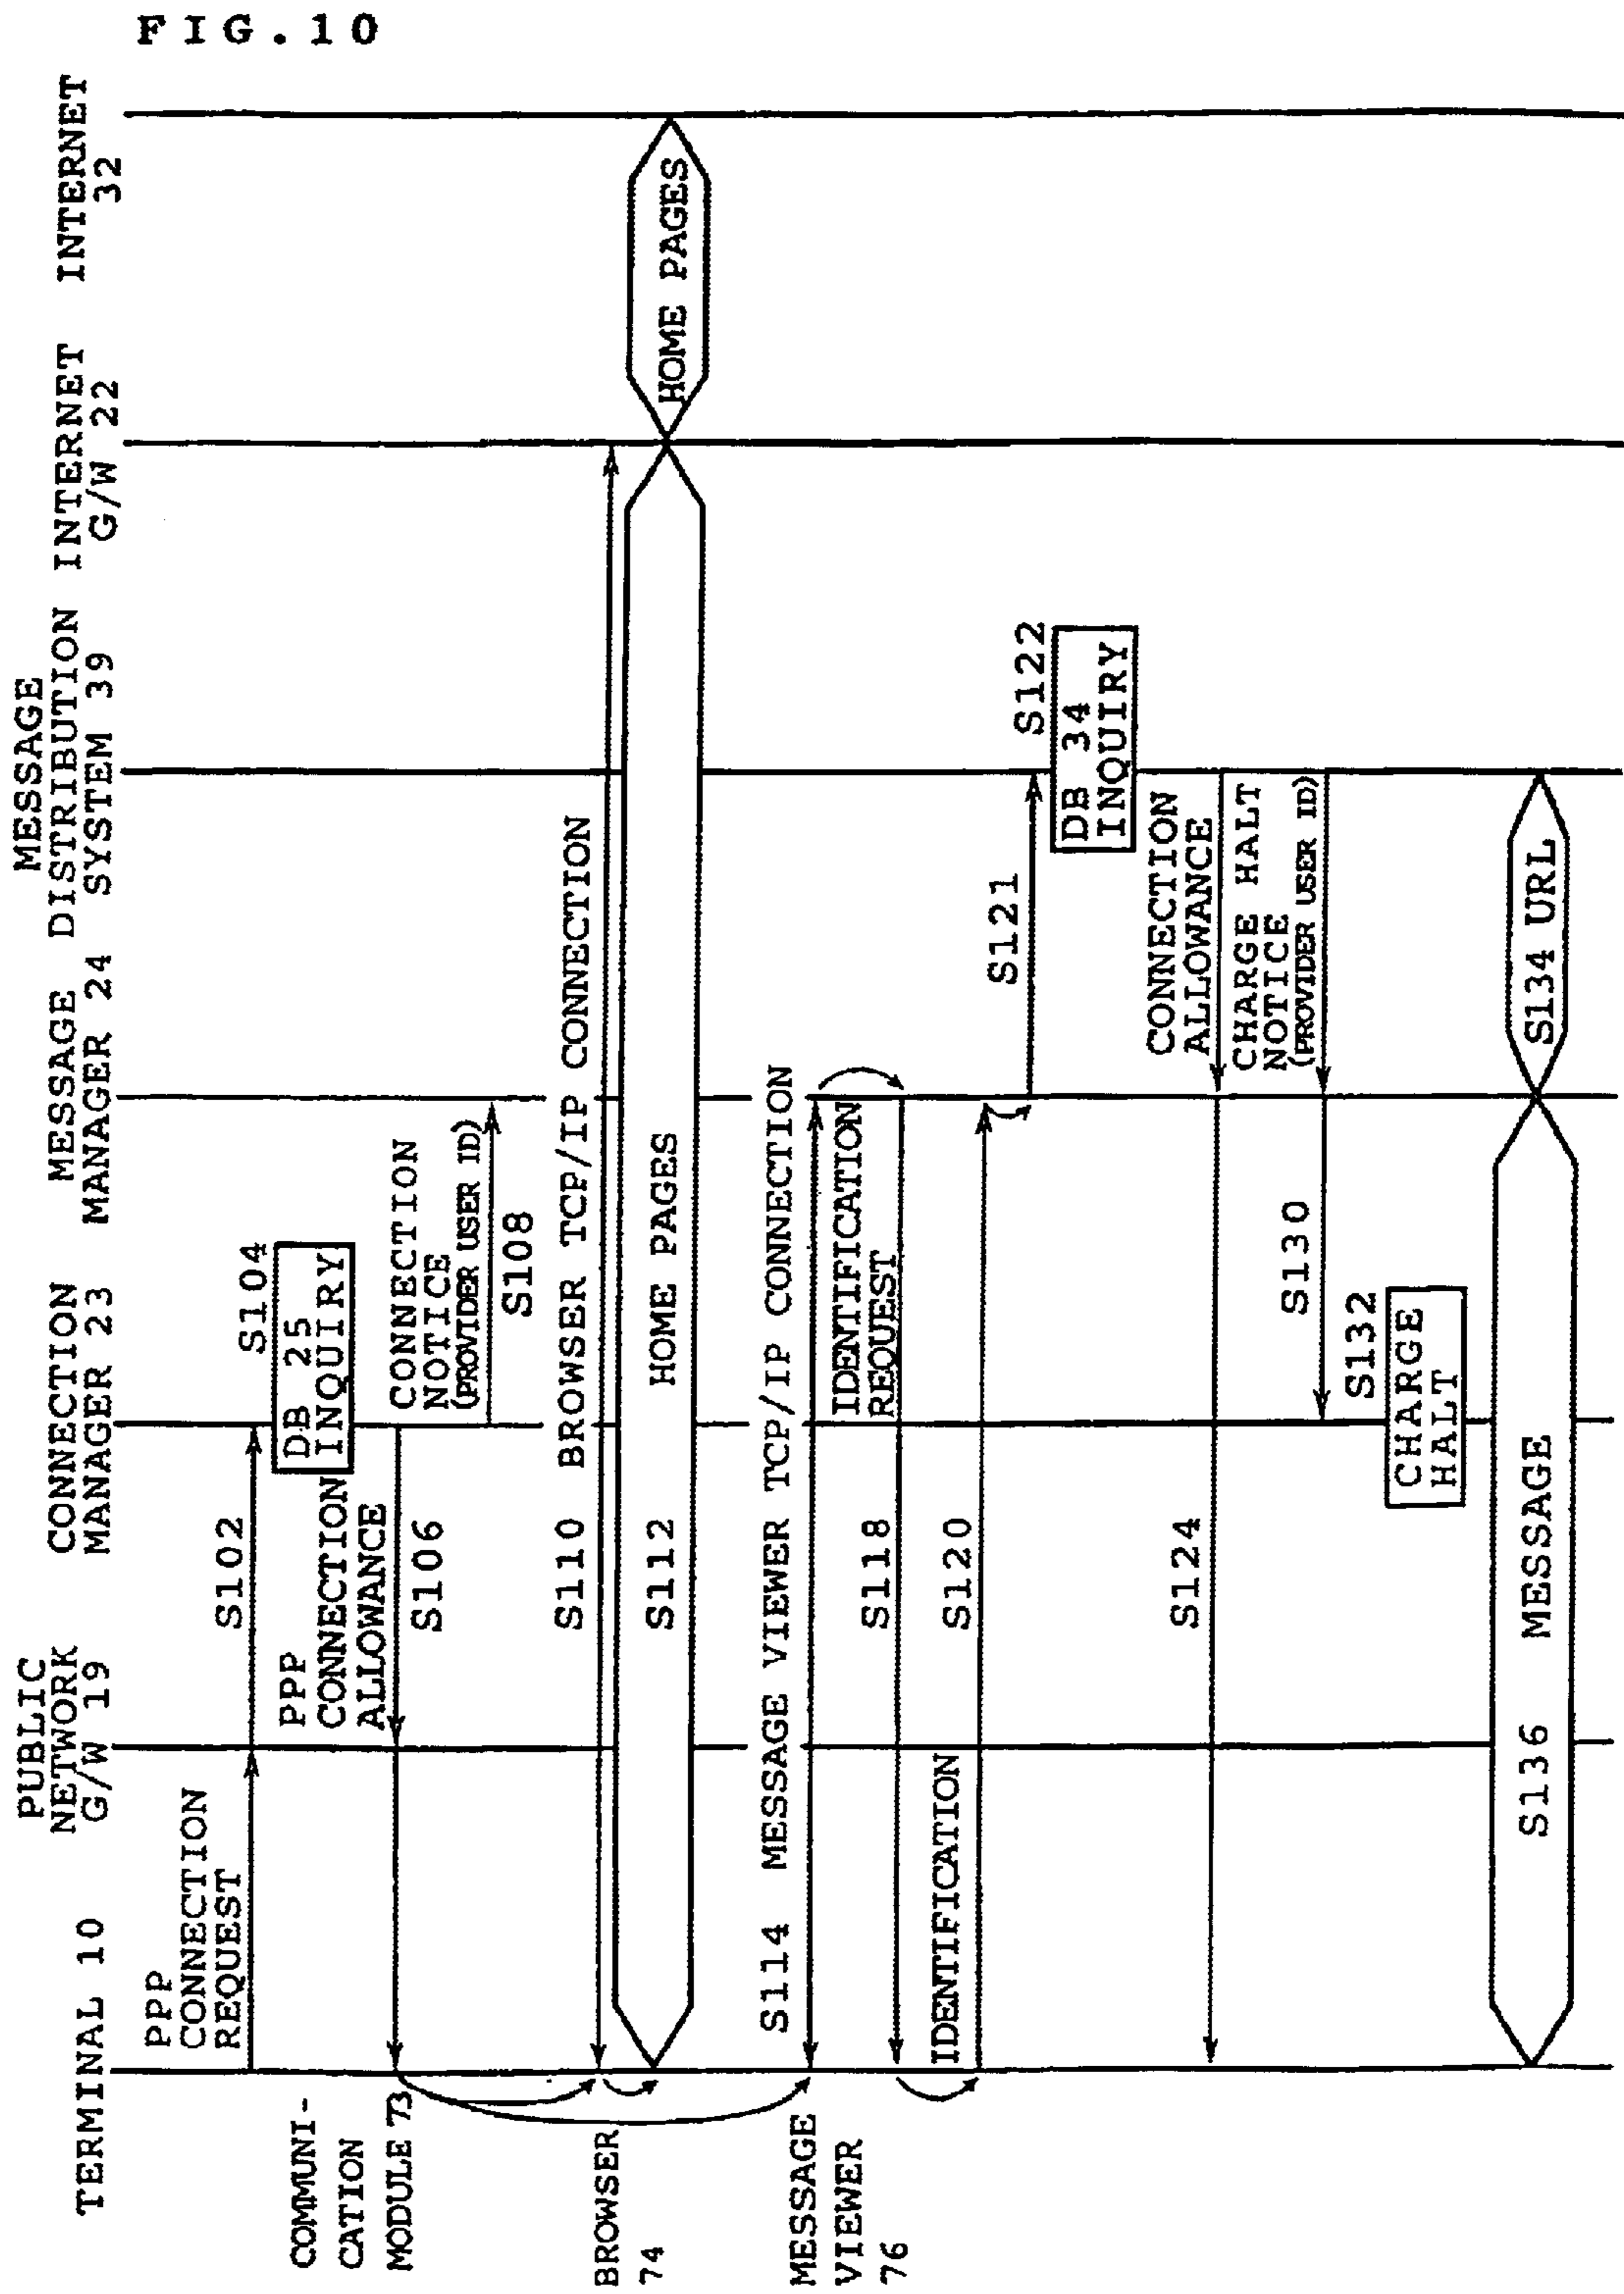 FIG.10
TERMINAL 10
PUBLIC
NETWORK
G/W 19
CONNECTION
MANAGER 23
MESSAGE
MANAGER 24
MESSAGE
DISTRIBUTION
SYSTEM 39
INTERNET
G/W 22
INTERNET
32
PPP
CONNECTION
REQUEST
S102
S104
DB 25
INQUIRY
COMMUNI-
CATION
MODULE 73
PPP
CONNECTION
ALLOWANCE
S106
CONNECTION
NOTICE
(PROVIDER USER ID)
S108
BROWSER
74
S110 BROWSER TCP/IP CONNECTION
BROWSER TCP/IP CONNECTION
S112
HOME PAGES
HOME PAGES
MESSAGE
VIEWER
76
S114 MESSAGE VIEWER TCP/IP CONNECTION
IDENTIFICATION
REQUEST
S118
IDENTIFICATION
S120
S121
S122
DB 34
INQUIRY
CONNECTION
ALLOWANCE
S124
CHARGE HALT
NOTICE
(PROVIDER USER ID)
S130
S132
CHARGE
HALT
S134 URL
S136 MESSAGE